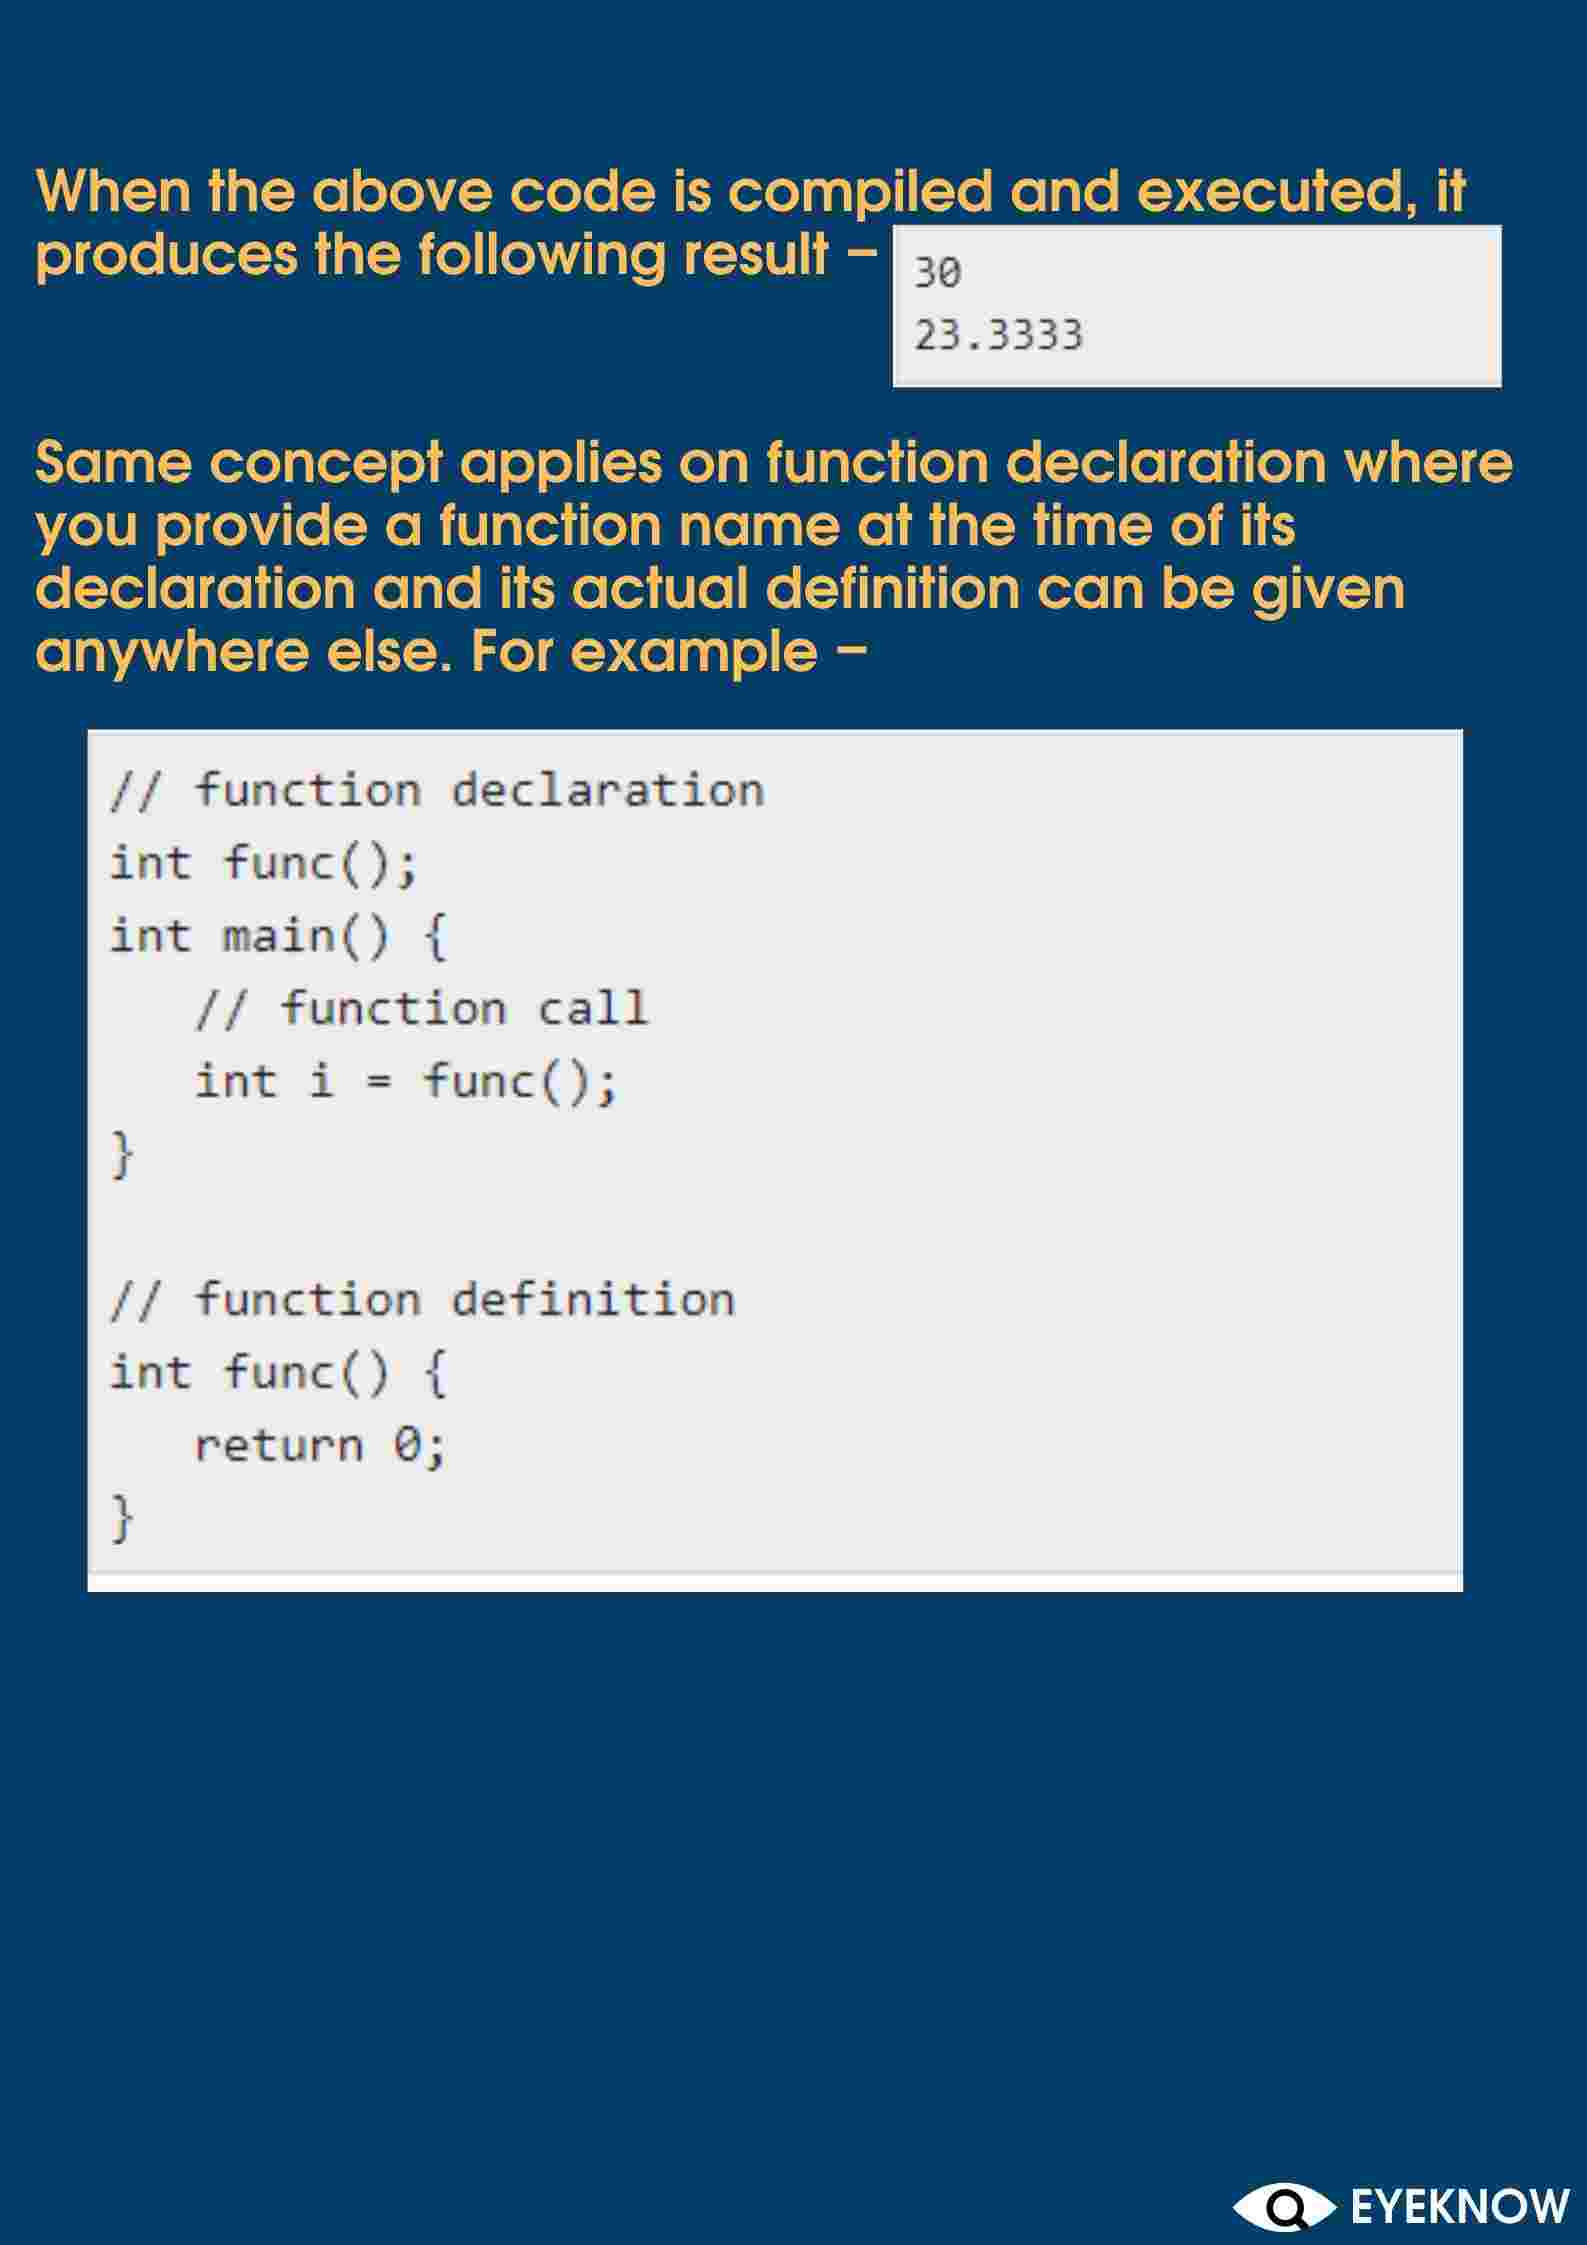 When the above code is compiled and executed, it
produces the following result –
30
23.3333
Same concept applies on function declaration where
you provide a function name at the time of its
declaration and its actual definition can be given
anywhere else. For example –
// function declaration
int func();
int main() {
   // function call
   int i = func();
}
// function definition
int func() {
   return 0;
}
EYEKNOW